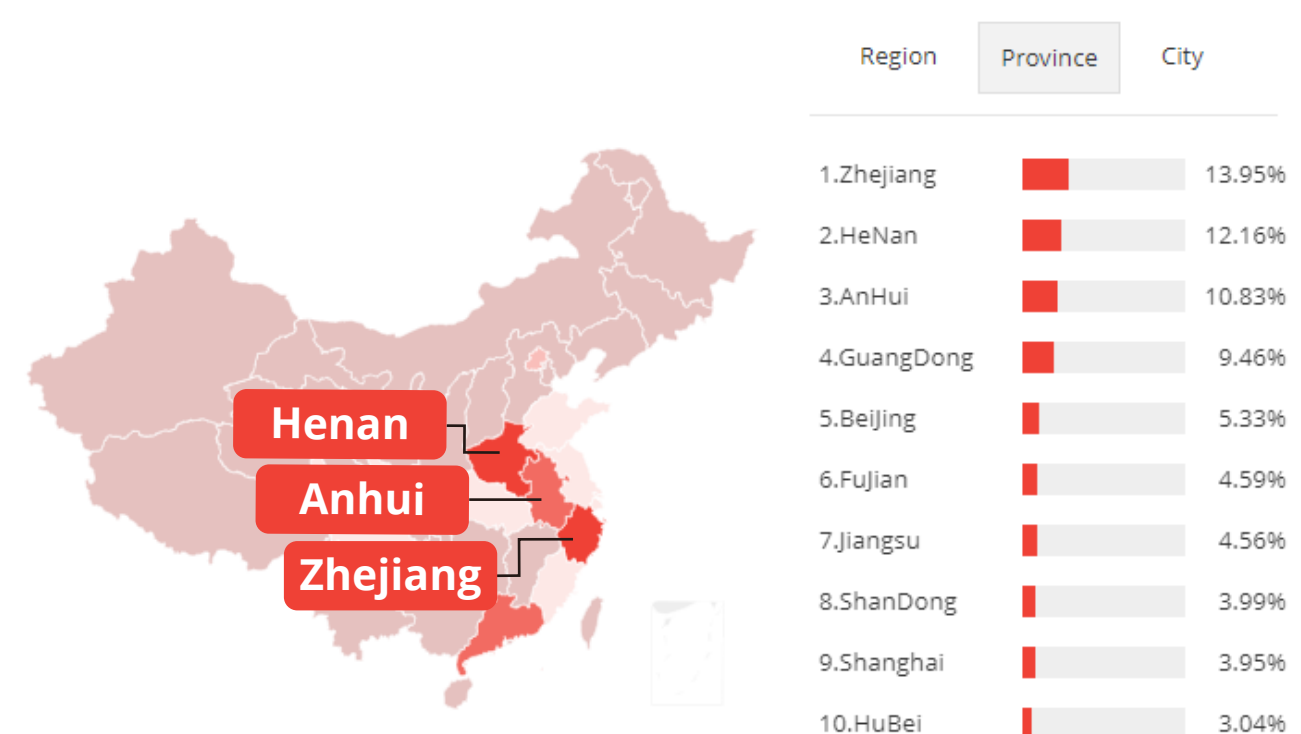 Region Province City
1.Zhejiang 13.95%
2.HeNan 12.16%
3.AnHui 10.83%
4.GuangDong 9.46%
5.BeiJing 5.33%
6.FuJian 4.59%
7.Jiangsu 4.56%
8.ShanDong 3.99%
9.Shanghai 3.95%
10.HuBei 3.04%
Henan
Anhui
Zhejiang